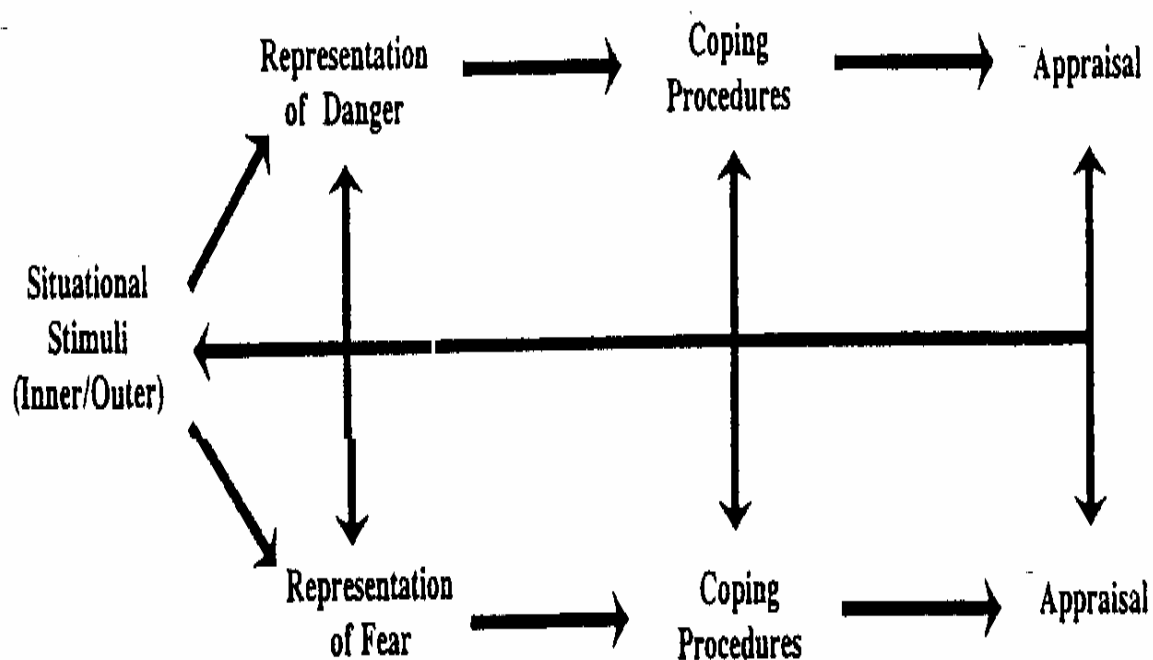 Representation
of Danger
Coping
Procedures
Appraisal
Situational
Stimuli
(Inner/Outer)
Representation
of Fear
Coping
Procedures
Appraisal